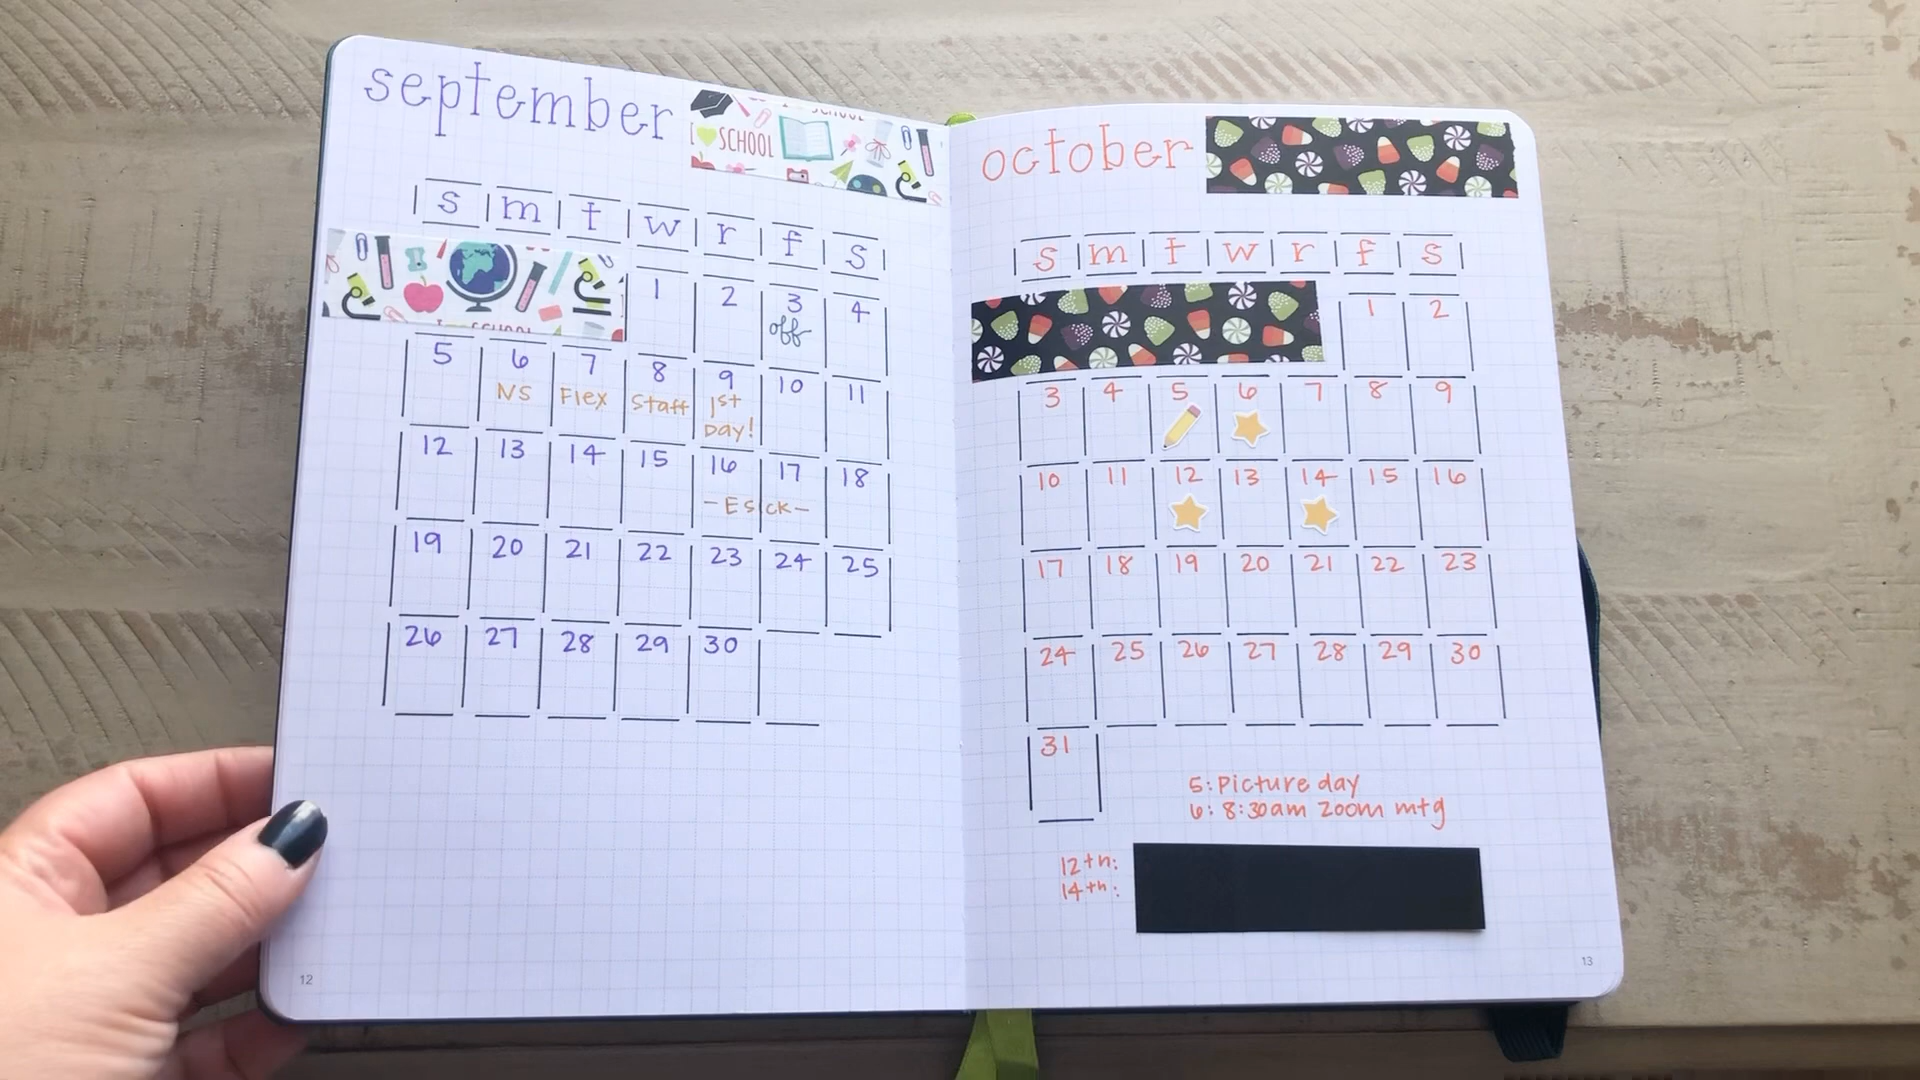 september
I SCHOOL
s m t w r f s
SCHOOL
1 2 3 4
off
5 6 7 8 9 10 11
NS Flex Staff 1st
Day!
12 13 14 15 16 17 18
-E sick-
19 20 21 22 23 24 25
26 27 28 29 30
12
october
s m t w r f s
1 2
3 4 5 6 7 8 9
10 11 12 13 14 15 16
17 18 19 20 21 22 23
24 25 26 27 28 29 30
31
5: Picture day
6: 8:30am Zoom mtg
12th:
14th:
13